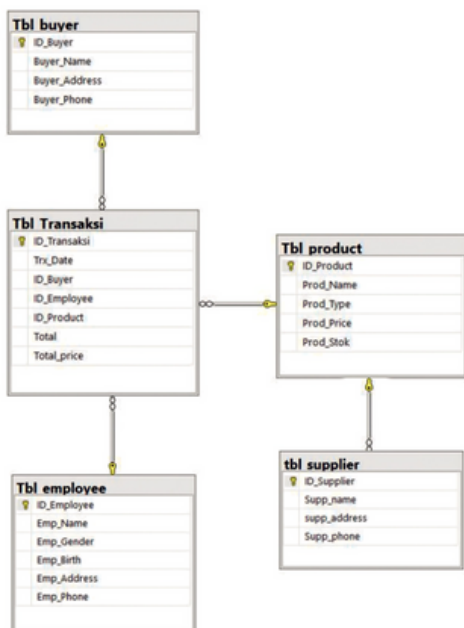 Tbl buyer
ID_Buyer
Buyer_Name
Buyer_Address
Buyer_Phone
Tbl Transaksi
ID_Transaksi
Trx_Date
ID_Buyer
ID_Employee
ID_Product
Total
Total_price
Tbl product
ID_Product
Prod_Name
Prod_Type
Prod_Price
Prod_Stok
Tbl employee
ID_Employee
Emp_Name
Emp_Gender
Emp_Birth
Emp_Address
Emp_Phone
tbl supplier
ID_Supplier
Supp_name
supp_address
Supp_phone